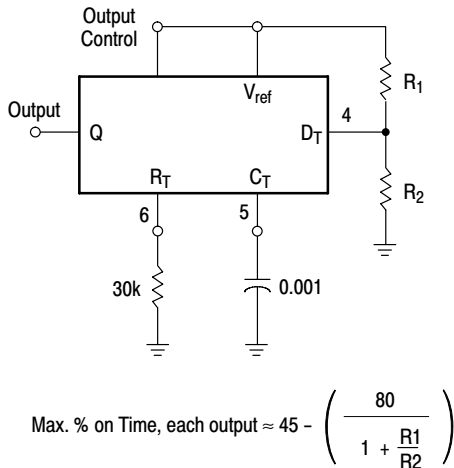 Output
Control
Vref
R1
Output
Q
4
DT
RT
CT
R2
6
5
30k
0.001
Max. % on Time, each output ≈ 45 – ( 80 / 1 + R1/R2 )